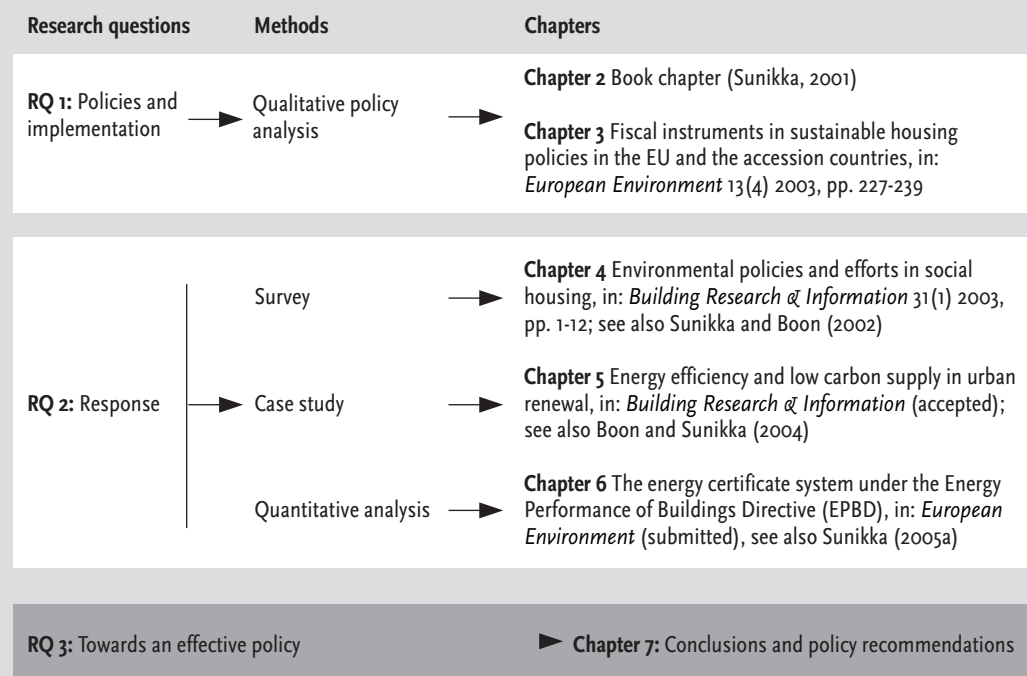 Research questions Methods Chapters
RQ 1: Policies and
implementation
Qualitative policy
analysis
Chapter 2 Book chapter (Sunikka, 2001)
Chapter 3 Fiscal instruments in sustainable housing
policies in the EU and the accession countries, in:
European Environment 13(4) 2003, pp. 227-239
RQ 2: Response
Survey
Chapter 4 Environmental policies and efforts in social
housing, in: Building Research & Information 31(1) 2003,
pp. 1-12; see also Sunikka and Boon (2002)
Case study
Chapter 5 Energy efficiency and low carbon supply in urban
renewal, in: Building Research & Information (accepted);
see also Boon and Sunikka (2004)
Quantitative analysis
Chapter 6 The energy certificate system under the Energy
Performance of Buildings Directive (EPBD), in: European
Environment (submitted), see also Sunikka (2005a)
RQ 3: Towards an effective policy
Chapter 7: Conclusions and policy recommendations